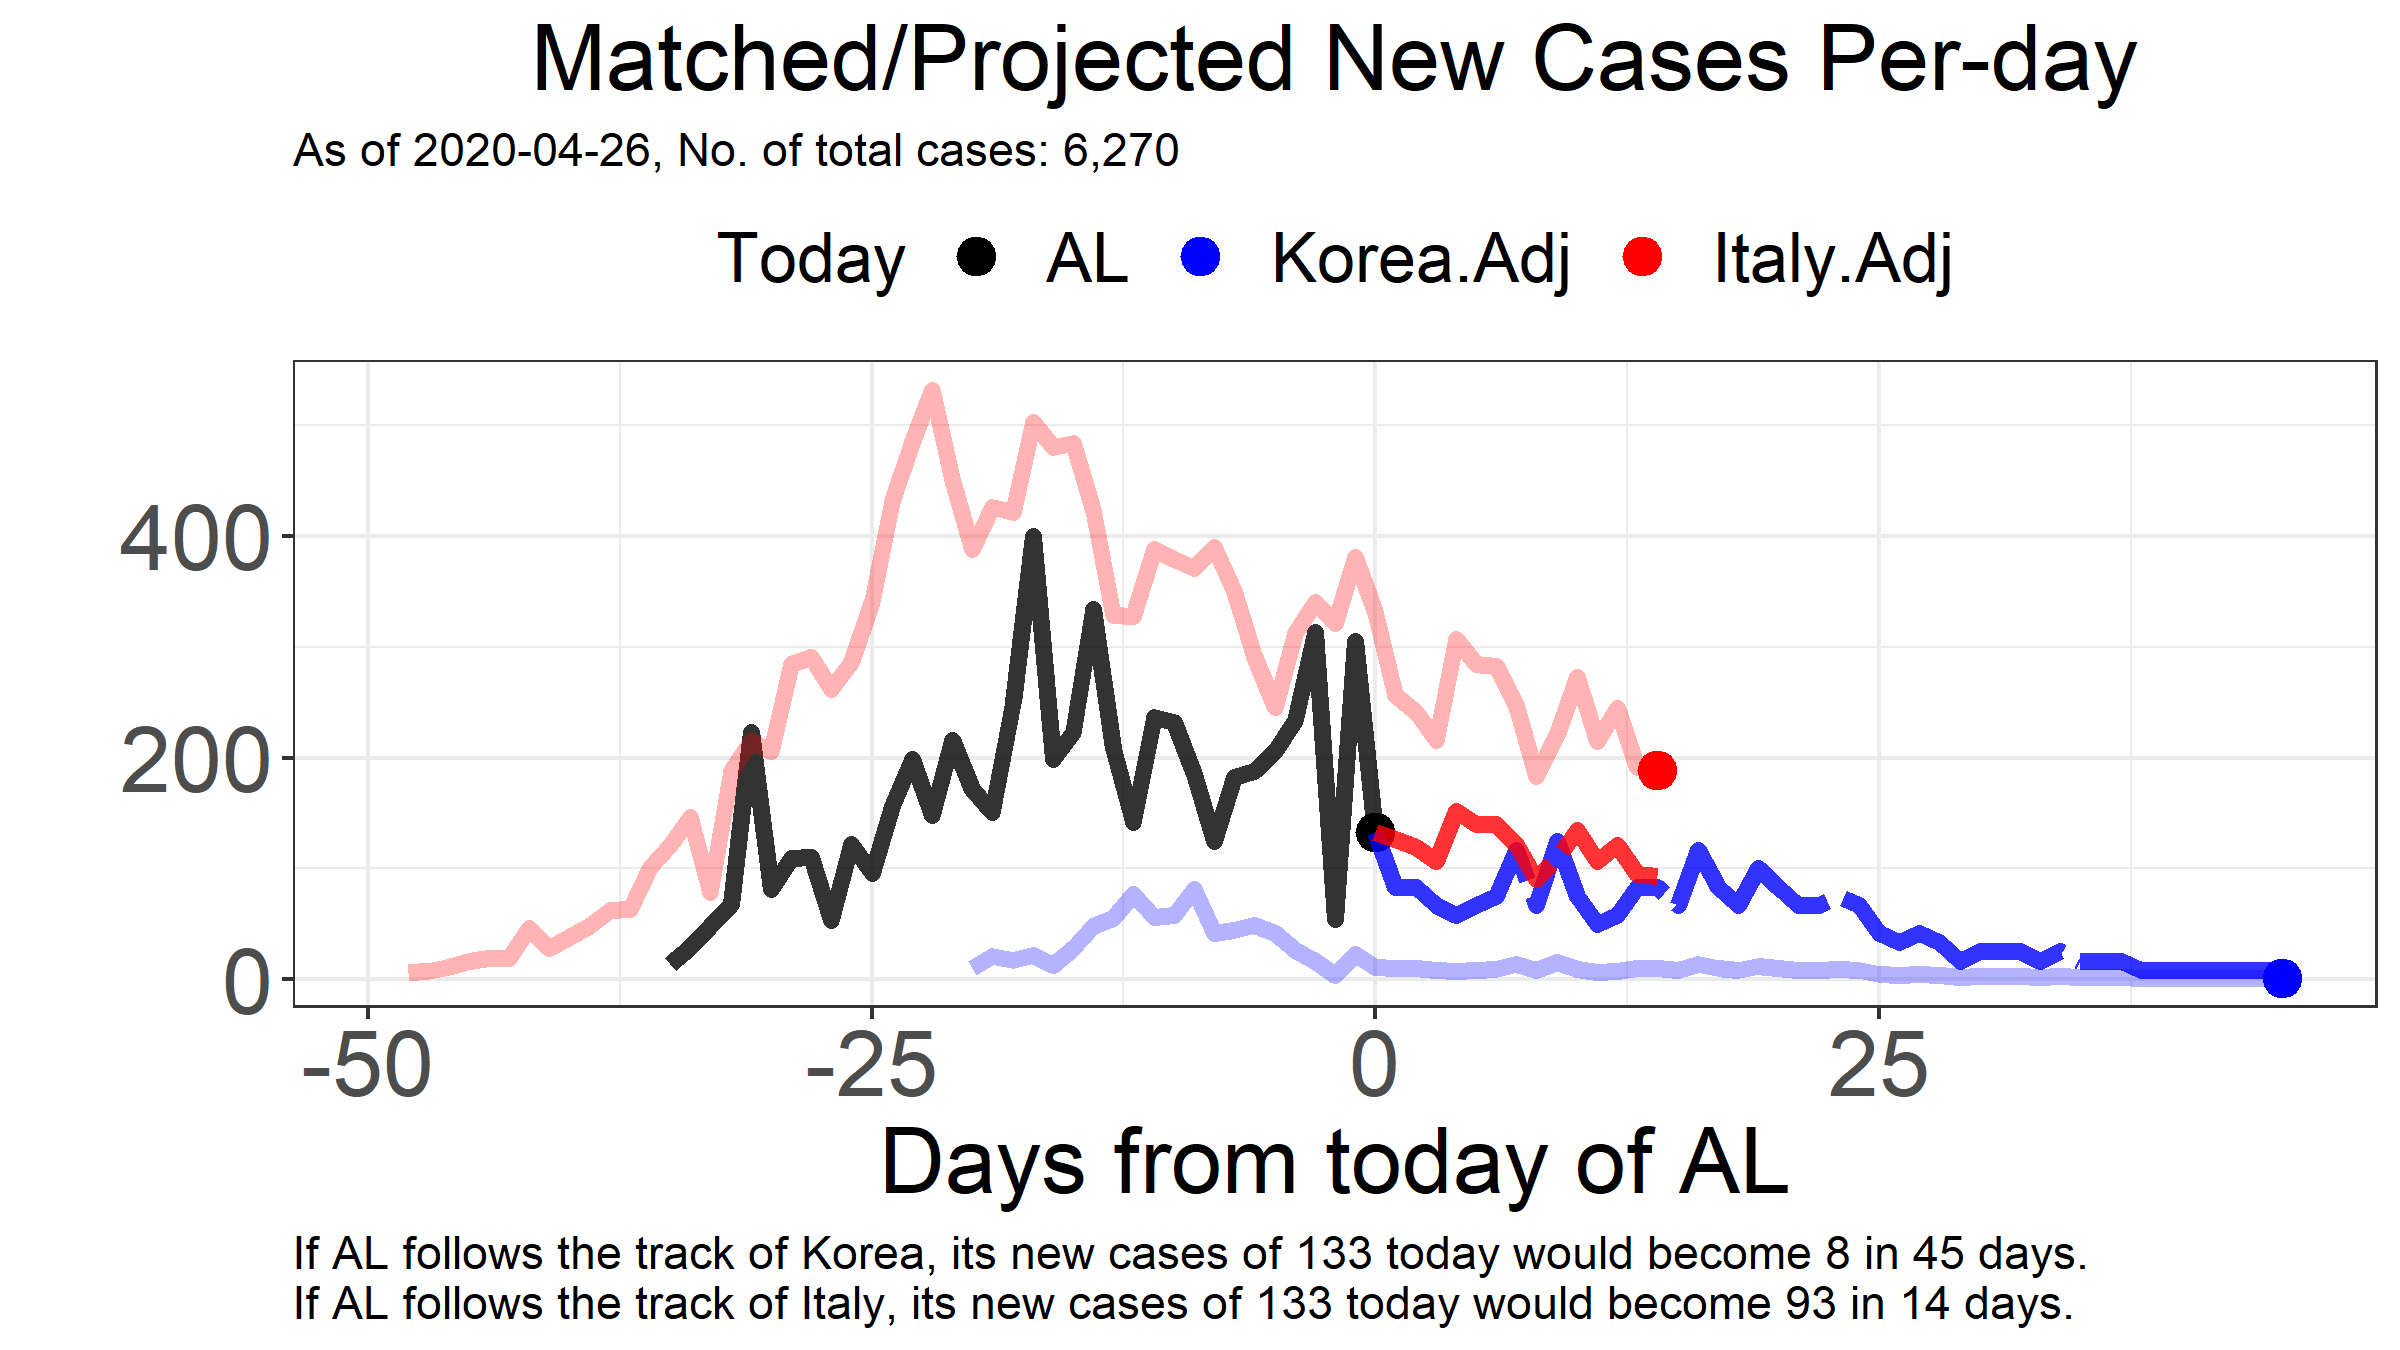 Matched/Projected New Cases Per-day
As of 2020-04-26, No. of total cases: 6,270
Today AL Korea.Adj Italy.Adj
400
200
0
-50 -25 0 25
Days from today of AL
If AL follows the track of Korea, its new cases of 133 today would become 8 in 45 days.
If AL follows the track of Italy, its new cases of 133 today would become 93 in 14 days.